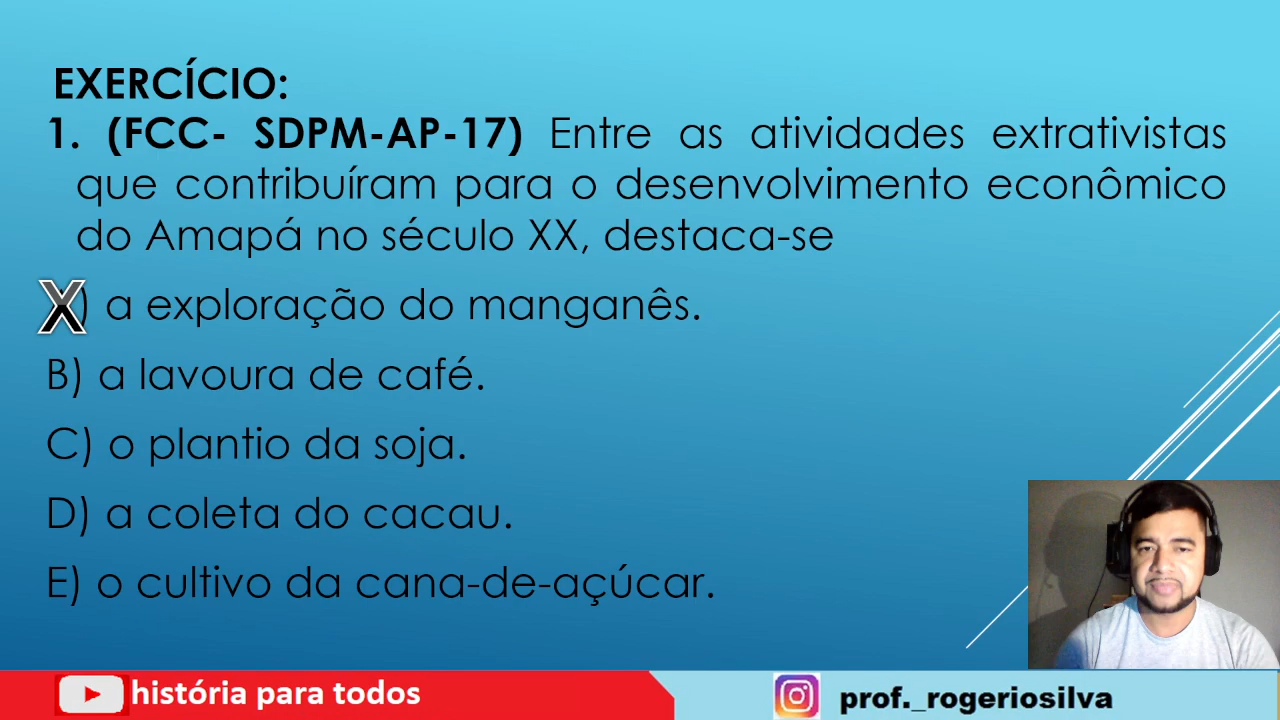 EXERCÍCIO:
1. (FCC- SDPM-AP-17) Entre as atividades extrativistas
que contribuíram para o desenvolvimento econômico
do Amapá no século XX, destaca-se
X) a exploração do manganês.
B) a lavoura de café.
C) o plantio da soja.
D) a coleta do cacau.
E) o cultivo da cana-de-açúcar.
história para todos
prof._rogeriosilva